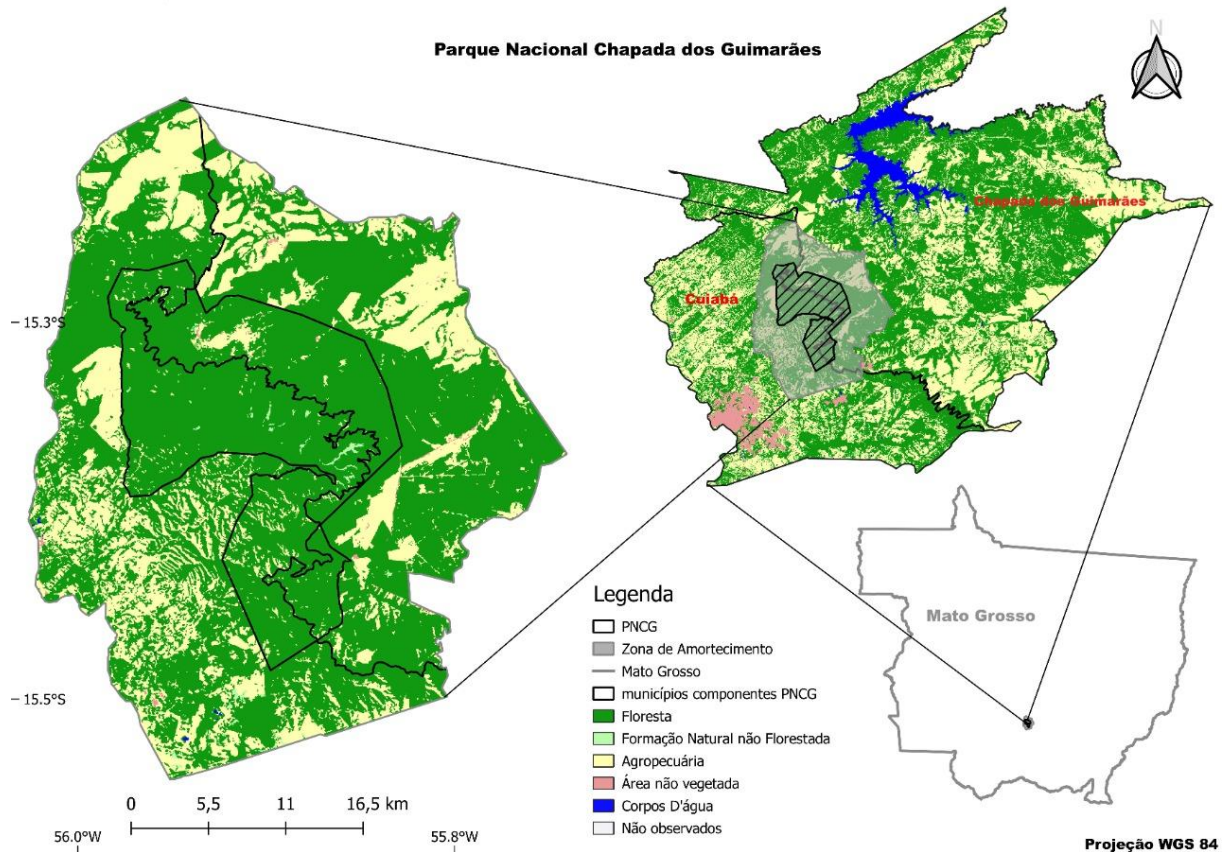 Parque Nacional Chapada dos Guimarães
N
Chapada dos Guimarães
Cuiabá
15.3°S
15.5°S
Mato Grosso
Legenda
PNCG
Zona de Amortecimento
Mato Grosso
municípios componentes PNCG
Floresta
Formação Natural não Florestada
Agropecuária
Área não vegetada
Corpos D'água
Não observados
0 5,5 11 16,5 km
56.0°W 55.8°W
Projeção WGS 84